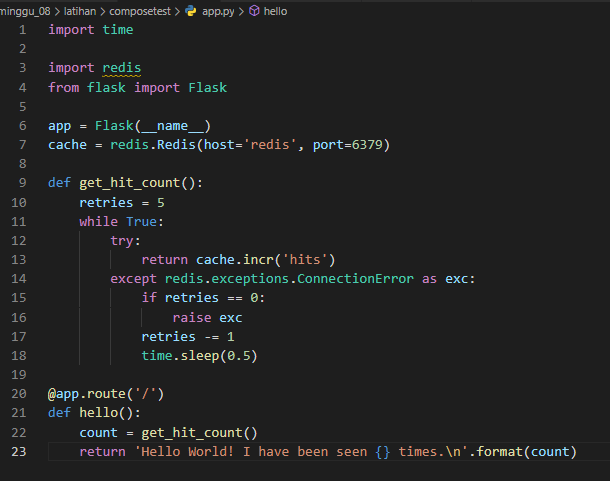 minggu_08 > latihan > composetest > app.py > hello
1 import time
2
3 import redis
4 from flask import Flask
5
6 app = Flask(__name__)
7 cache = redis.Redis(host='redis', port=6379)
8
9 def get_hit_count():
10     retries = 5
11     while True:
12         try:
13             return cache.incr('hits')
14         except redis.exceptions.ConnectionError as exc:
15             if retries == 0:
16                 raise exc
17             retries -= 1
18             time.sleep(0.5)
19
20 @app.route('/')
21 def hello():
22     count = get_hit_count()
23     return 'Hello World! I have been seen {} times.\n'.format(count)